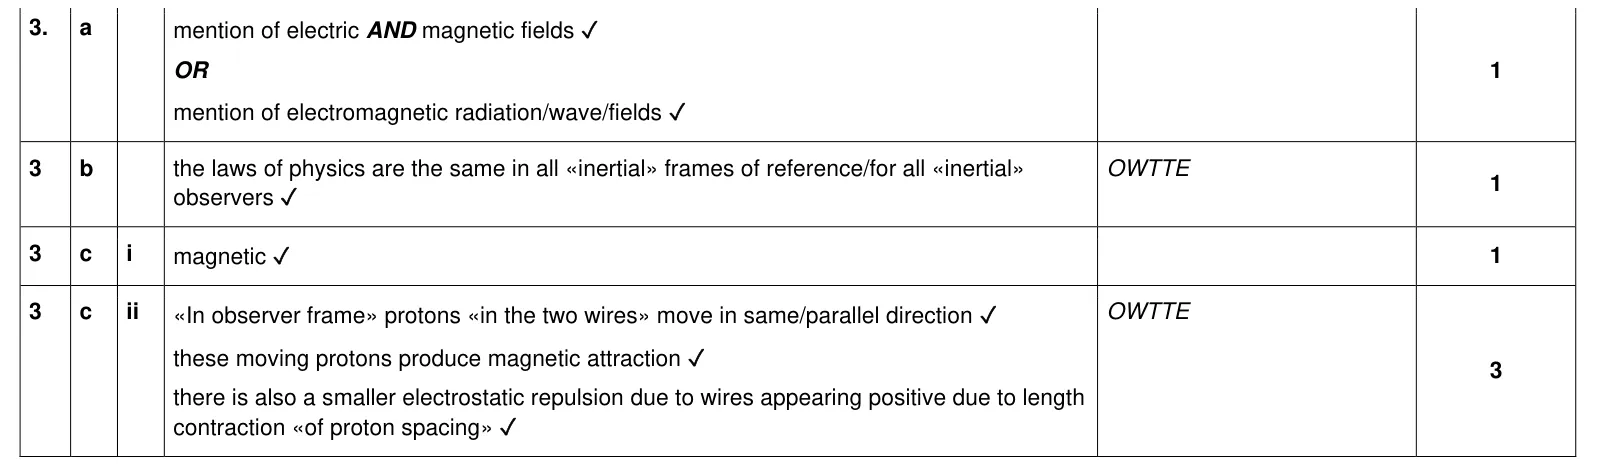 3. a mention of electric AND magnetic fields ✓
OR
1
mention of electromagnetic radiation/wave/fields ✓
3 b the laws of physics are the same in all «inertial» frames of reference/for all «inertial» OWTTE
observers ✓
1
3 c i magnetic ✓ 1
3 c ii «In observer frame» protons «in the two wires» move in same/parallel direction ✓ OWTTE
these moving protons produce magnetic attraction ✓
3
there is also a smaller electrostatic repulsion due to wires appearing positive due to length
contraction «of proton spacing» ✓